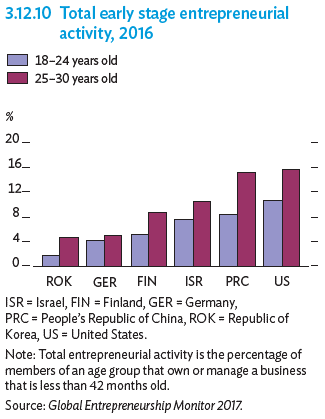 3.12.10 Total early stage entrepreneurial
activity, 2016
18–24 years old
25–30 years old
%
20
16
12
8
4
0
ROK GER FIN ISR PRC US
ISR = Israel, FIN = Finland, GER = Germany,
PRC = People's Republic of China, ROK = Republic of
Korea, US = United States.
Note: Total entrepreneurial activity is the percentage of
members of an age group that own or manage a business
that is less than 42 months old.
Source: Global Entrepreneurship Monitor 2017.